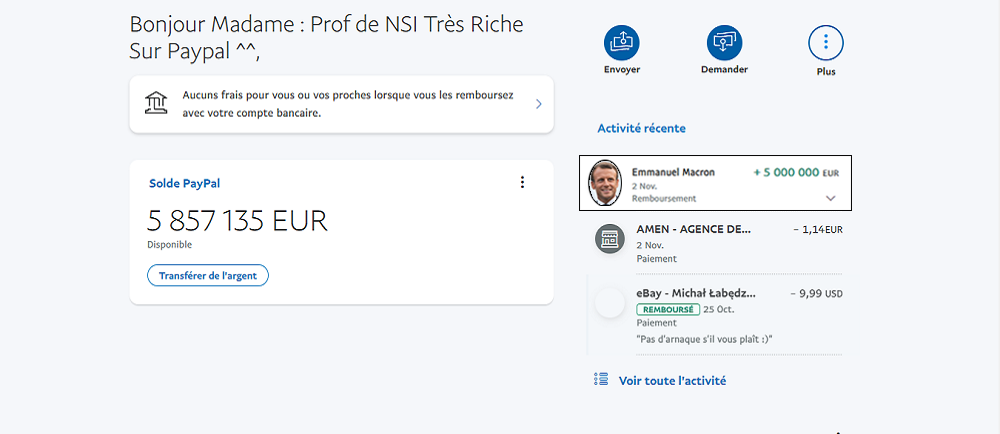 Bonjour Madame : Prof de NSI Très Riche
Sur Paypal ^^,
Aucuns frais pour vous ou vos proches lorsque vous les remboursez
avec votre compte bancaire.
Solde PayPal
5 857 135 EUR
Disponible
Transférer de l'argent
Envoyer
Demander
Plus
Activité récente
Emmanuel Macron + 5 000 000 EUR
2 Nov.
Remboursement
AMEN - AGENCE DE... − 1,14EUR
2 Nov.
Paiement
eBay - Michał Łabędz... − 9,99 USD
REMBOURSÉ 25 Oct.
Paiement
"Pas d'arnaque s'il vous plaît :)"
Voir toute l'activité